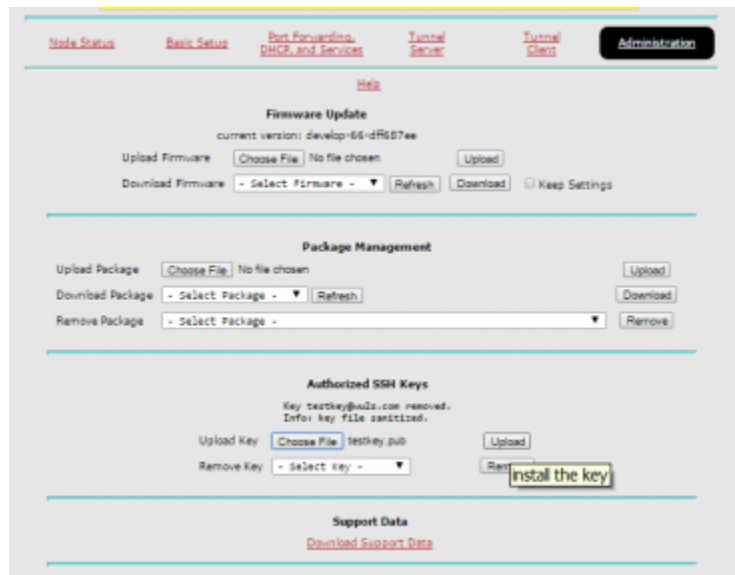 Node Status Basic Setup Port Forwarding, DHCP, and Services Tunnel Server Tunnel Client Administration
Help
Firmware Update
current version: develop-66-dff687ee
Upload Firmware Choose File No file chosen Upload
Download Firmware - Select Firmware - Refresh Download Keep Settings
Package Management
Upload Package Choose File No file chosen Upload
Download Package - Select Package - Refresh Download
Remove Package - Select Package - Remove
Authorized SSH Keys
Key removed.
Info: key file sanitized.
Upload Key Choose File testkey.pub Upload
Remove Key - Select Key -
install the key
Support Data
Download Support Data